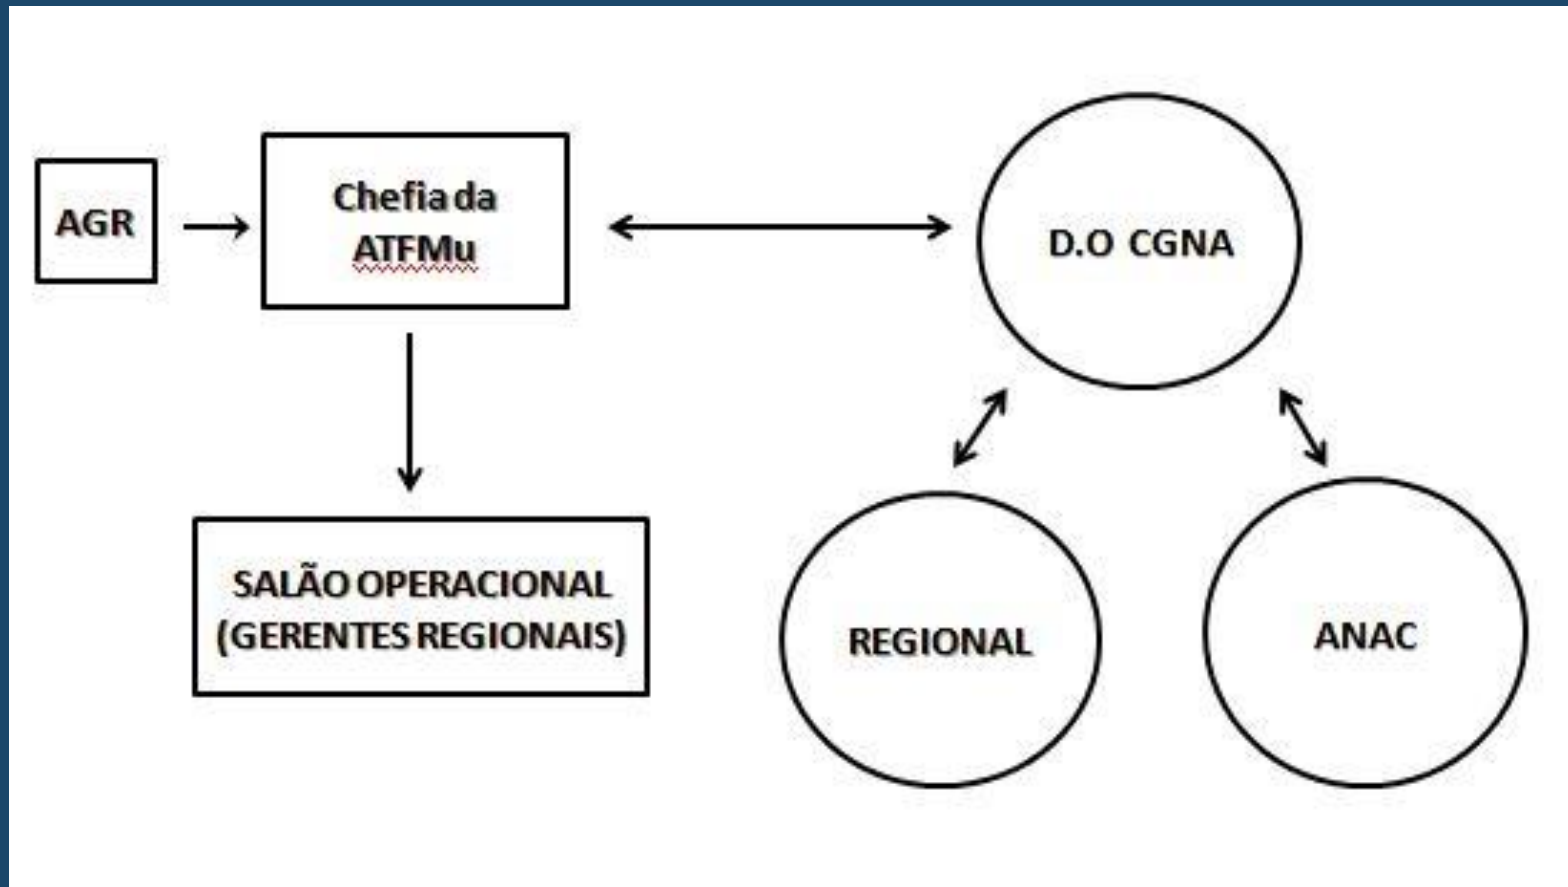 AGR
Chefia da
ATFMu
D.O CGNA
SALÃO OPERACIONAL
(GERENTES REGIONAIS)
REGIONAL
ANAC